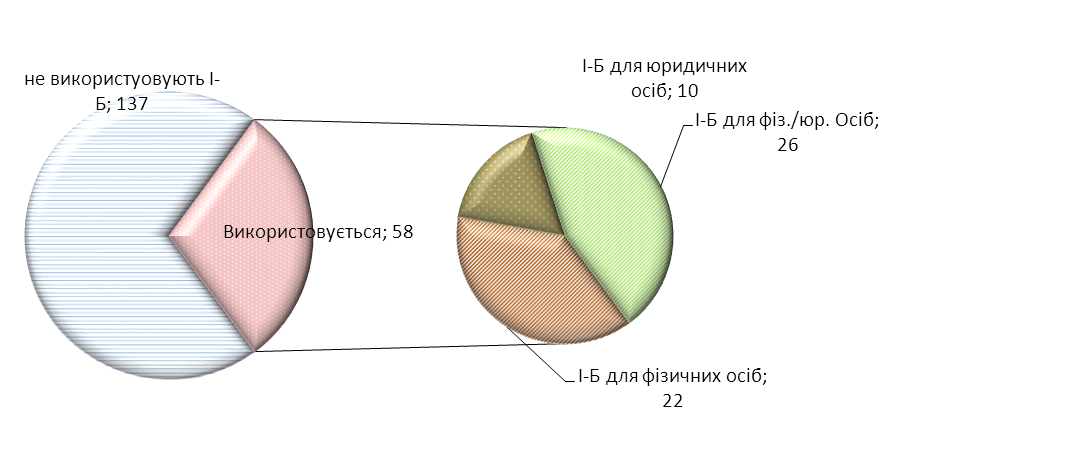 не використуовують І-
Б; 137
Використовується; 58
І-Б для юридичних
осіб; 10
І-Б для фіз./юр. Осіб;
26
І-Б для фізичних осіб;
22